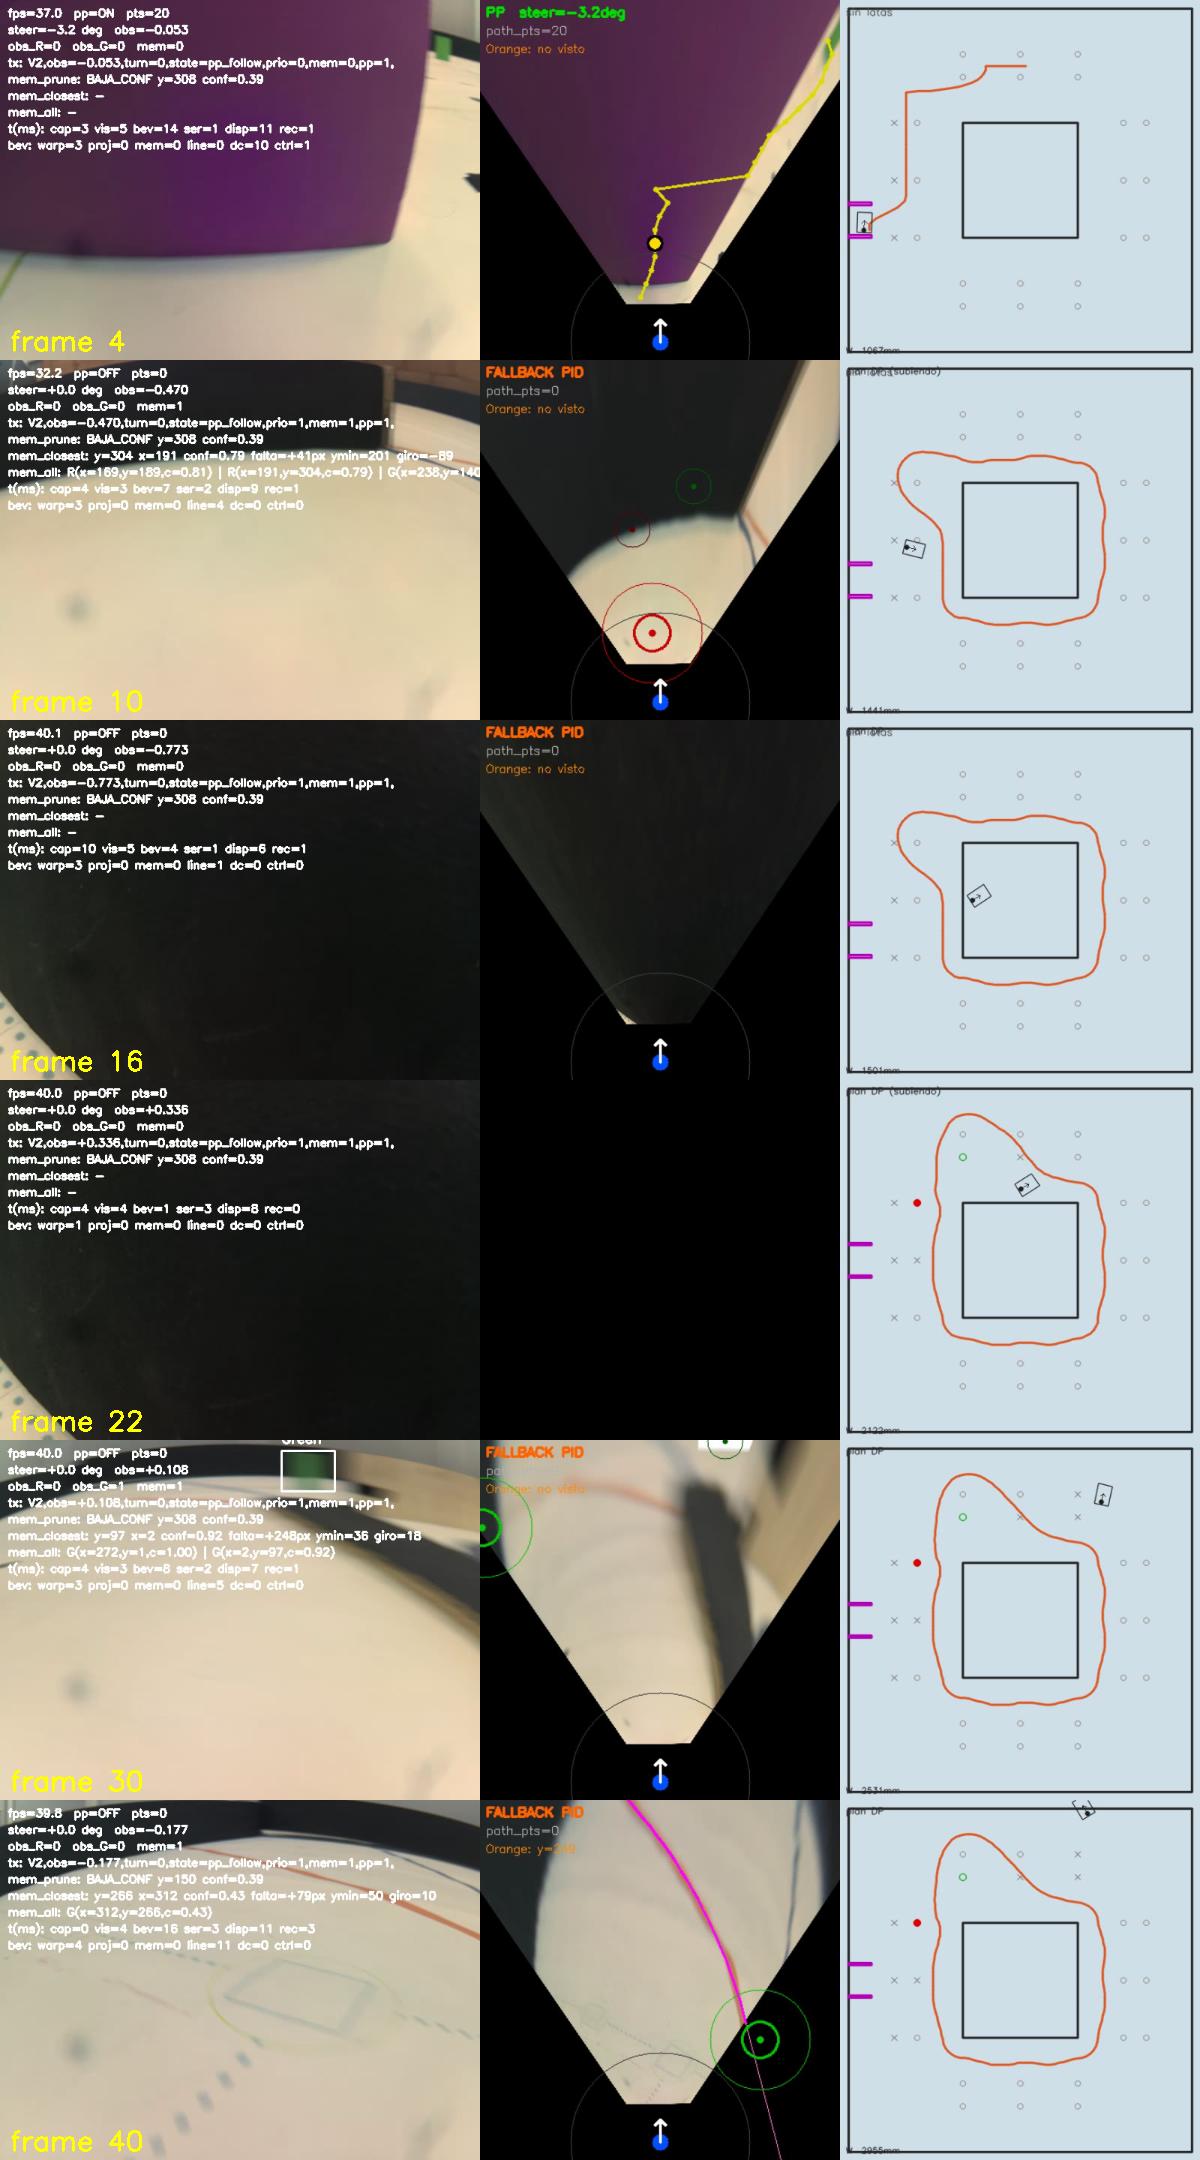 fps=37.0  pp=ON  pts=20
steer=-3.2 deg  obs=-0.053
obs_R=0  obs_G=0  mem=0
tx: V2,obs=-0.053,turn=0,state=pp_follow,prio=0,mem=0,pp=1,
mem_prune: BAJA_CONF y=308 conf=0.39
mem_closest: -
mem_all: -
t(ms): cap=3 vis=5 bev=14 ser=1 disp=11 rec=1
bev: warp=3 proj=0 mem=0 line=0 dc=10 ctrl=1
frame 4
PP  steer=-3.2deg
path_pts=20
Orange: no visto
sin latas
1067mm
fps=32.2  pp=OFF  pts=0
steer=+0.0 deg  obs=-0.470
obs_R=0  obs_G=0  mem=1
tx: V2,obs=-0.470,turn=0,state=pp_follow,prio=1,mem=1,pp=1,
mem_prune: BAJA_CONF y=308 conf=0.39
mem_closest: y=304 x=191 conf=0.79 falta=+41px ymin=201 giro=-89
mem_all: R(x=169,y=189,c=0.81) | R(x=191,y=304,c=0.79) | G(x=238,y=140
t(ms): cap=4 vis=3 bev=7 ser=2 disp=9 rec=1
bev: warp=3 proj=0 mem=0 line=4 dc=0 ctrl=0
frame 10
FALLBACK PID
path_pts=0
Orange: no visto
(subiendo)
1441mm
fps=40.1  pp=OFF  pts=0
steer=+0.0 deg  obs=-0.773
obs_R=0  obs_G=0  mem=0
tx: V2,obs=-0.773,turn=0,state=pp_follow,prio=1,mem=1,pp=1,
mem_prune: BAJA_CONF y=308 conf=0.39
mem_closest: -
mem_all: -
t(ms): cap=10 vis=5 bev=4 ser=1 disp=6 rec=1
bev: warp=3 proj=0 mem=0 line=1 dc=0 ctrl=0
frame 16
FALLBACK PID
path_pts=0
Orange: no visto
1501mm
fps=40.0  pp=OFF  pts=0
steer=+0.0 deg  obs=+0.336
obs_R=0  obs_G=0  mem=0
tx: V2,obs=+0.336,turn=0,state=pp_follow,prio=1,mem=1,pp=1,
mem_prune: BAJA_CONF y=308 conf=0.39
mem_closest: -
mem_all: -
t(ms): cap=4 vis=4 bev=1 ser=3 disp=8 rec=0
bev: warp=1 proj=0 mem=0 line=0 dc=0 ctrl=0
frame 22
plan DP (subiendo)
2122mm
Green
fps=40.0  pp=OFF  pts=0
steer=+0.0 deg  obs=+0.108
obs_R=0  obs_G=1  mem=1
tx: V2,obs=+0.108,turn=0,state=pp_follow,prio=1,mem=1,pp=1,
mem_prune: BAJA_CONF y=308 conf=0.39
mem_closest: y=97 x=2 conf=0.92 falta=+248px ymin=36 giro=18
mem_all: G(x=272,y=1,c=1.00) | G(x=2,y=97,c=0.92)
t(ms): cap=4 vis=3 bev=8 ser=2 disp=7 rec=1
bev: warp=3 proj=0 mem=0 line=5 dc=0 ctrl=0
frame 30
FALLBACK PID
Orange: no visto
plan DP
2531mm
fps=39.8  pp=OFF  pts=0
steer=+0.0 deg  obs=-0.177
obs_R=0  obs_G=0  mem=1
tx: V2,obs=-0.177,turn=0,state=pp_follow,prio=1,mem=1,pp=1,
mem_prune: BAJA_CONF y=150 conf=0.39
mem_closest: y=266 x=312 conf=0.43 falta=+79px ymin=50 giro=10
mem_all: G(x=312,y=266,c=0.43)
t(ms): cap=0 vis=4 bev=16 ser=3 disp=11 rec=3
bev: warp=4 proj=0 mem=0 line=11 dc=0 ctrl=0
frame 40
FALLBACK PID
path_pts=0
Orange:
plan DP
2955mm